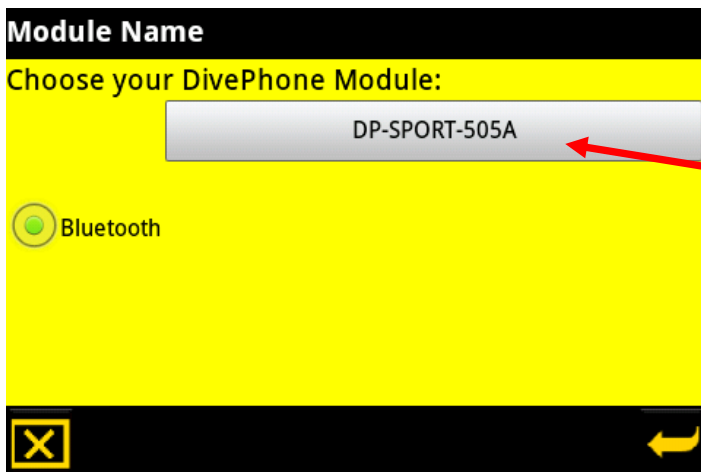 Module Name
Choose your DivePhone Module:
DP-SPORT-505A
Bluetooth